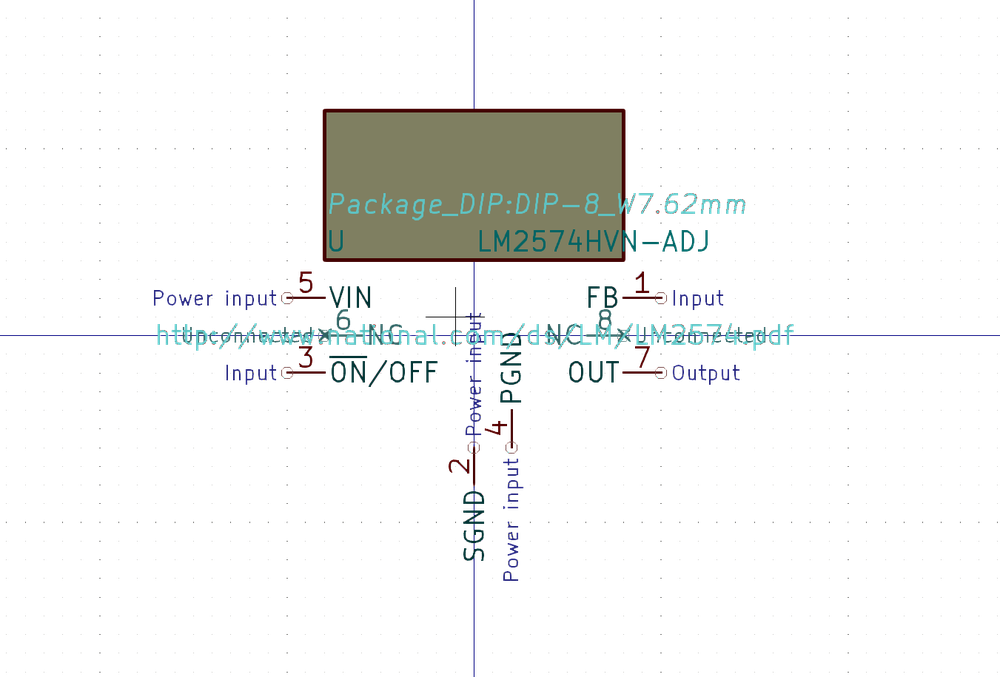 Package_DIP:DIP-8_W7.62mm
U LM2574HVN-ADJ
Power input 5 VIN FB 1 Input
Unconnected 6 NC NC 8 Unconnected
http://www.national.com/ds/LM/LM2574.pdf
Input 3 ON/OFF OUT 7 Output
Power input 2 SGND
PGND 4 Power input